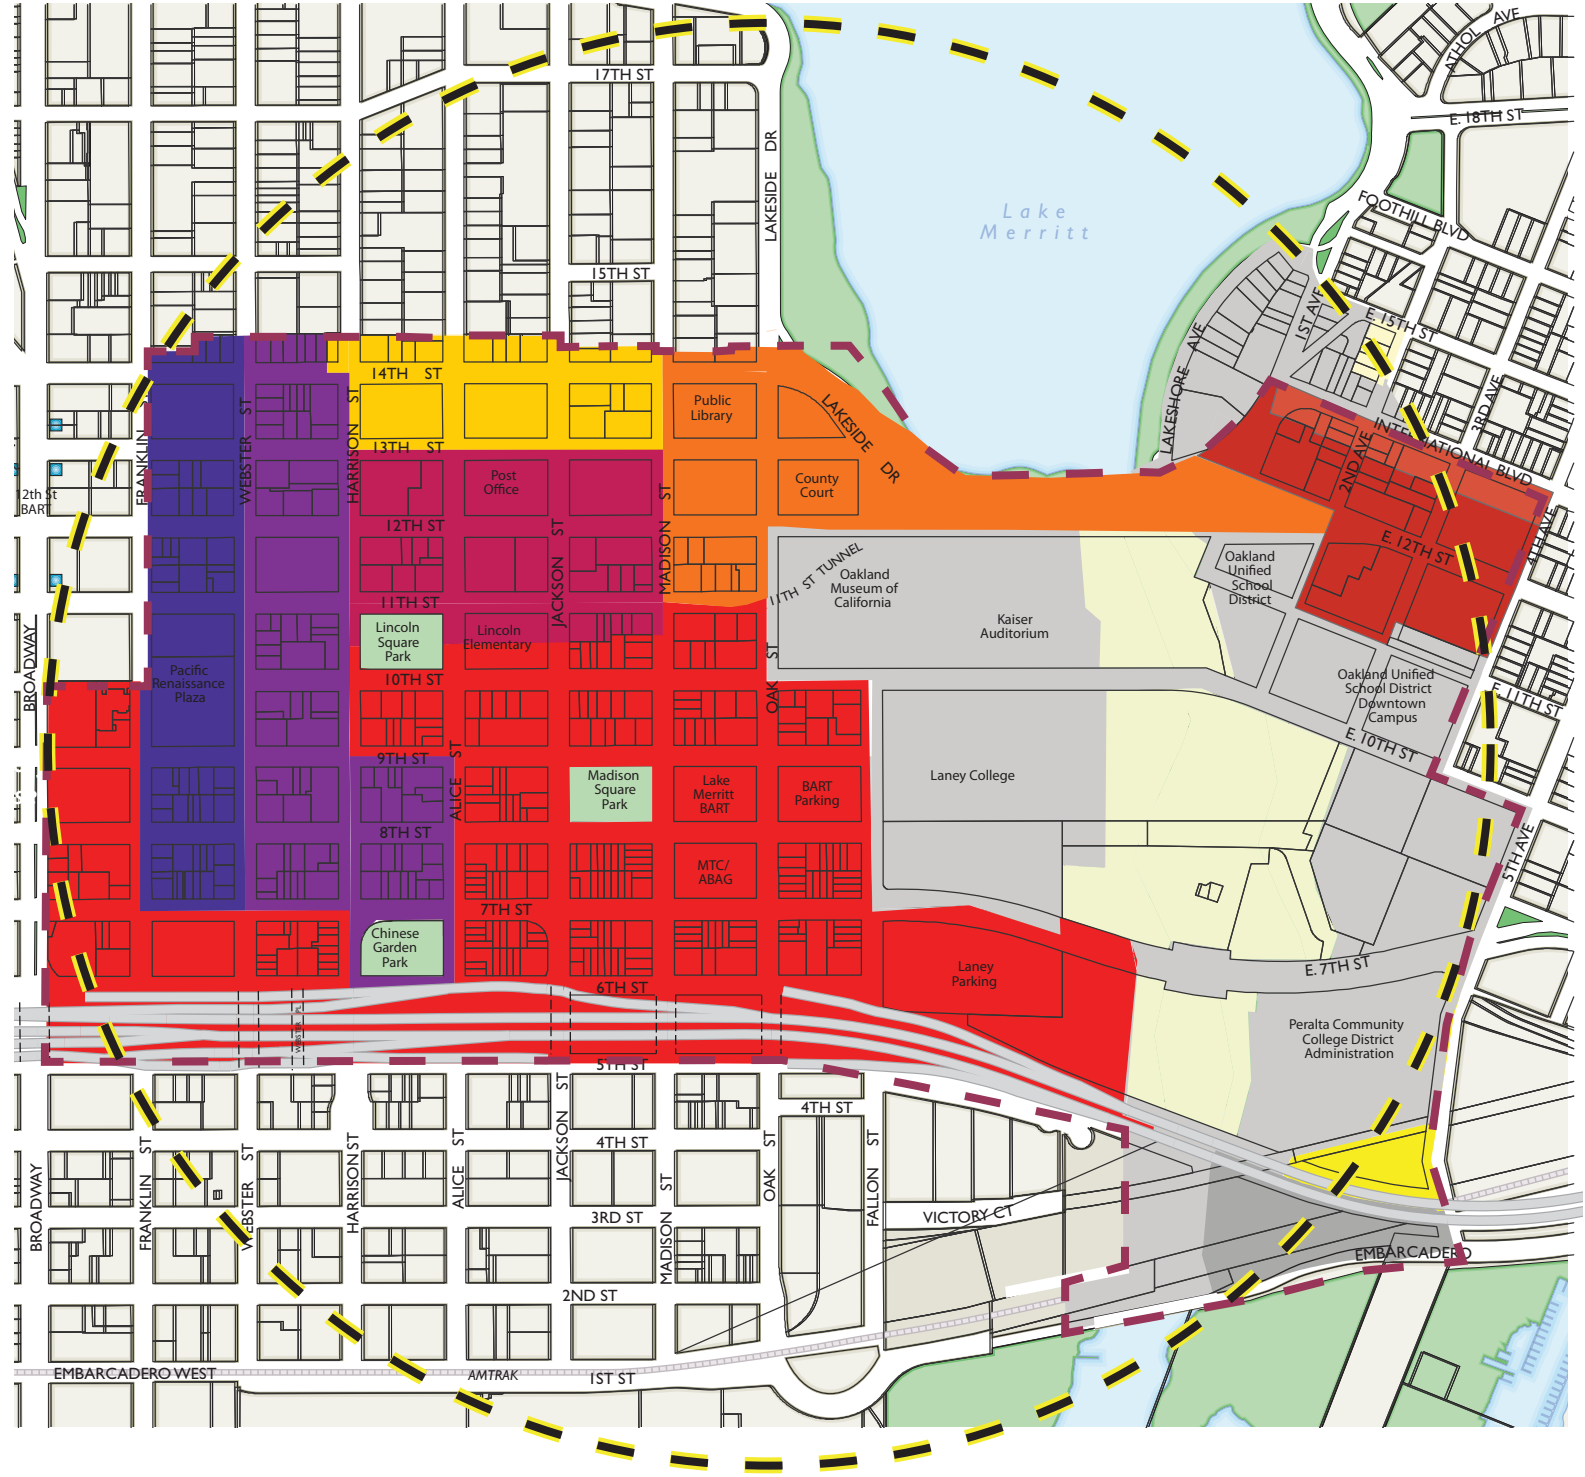 17TH ST
LAKESIDE DR
15TH ST
Lake
Merritt
ATHOL AVE
E. 18TH ST
FOOTHILL BLVD
1ST AVE
E. 15TH ST
LAKESHORE AVE
3RD AVE
INTERNATIONAL BLVD
2ND AVE
4TH AVE
E. 12TH ST
14TH ST
13TH ST
FRANKLIN ST
WEBSTER ST
HARRISON ST
Public
Library
LAKESIDE DR
Post
Office
County
Court
12th St
BART
12TH ST
JACKSON ST
MADISON ST
11TH ST TUNNEL
Oakland
Museum of
California
Kaiser
Auditorium
Oakland
Unified
School
District
11TH ST
Lincoln
Square
Park
Lincoln
Elementary
BROADWAY
Pacific
Renaissance
Plaza
10TH ST
OAK ST
Oakland Unified
School District
Downtown
Campus
E. 11TH ST
E. 10TH ST
9TH ST
ALICE ST
Madison
Square
Park
Lake
Merritt
BART
BART
Parking
Laney College
8TH ST
MTC/
ABAG
5TH AVE
7TH ST
Chinese
Garden
Park
Laney
Parking
E. 7TH ST
6TH ST
WEBSTER PL
Peralta Community
College District
Administration
5TH ST
4TH ST
4TH ST
BROADWAY
FRANKLIN ST
WEBSTER ST
HARRISON ST
ALICE ST
JACKSON ST
MADISON ST
OAK ST
FALLON ST
3RD ST
VICTORY CT
EMBARCADERO
2ND ST
EMBARCADERO WEST
AMTRAK
1ST ST